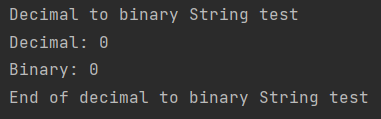 Decimal to binary String test
Decimal: 0
Binary: 0
End of decimal to binary String test